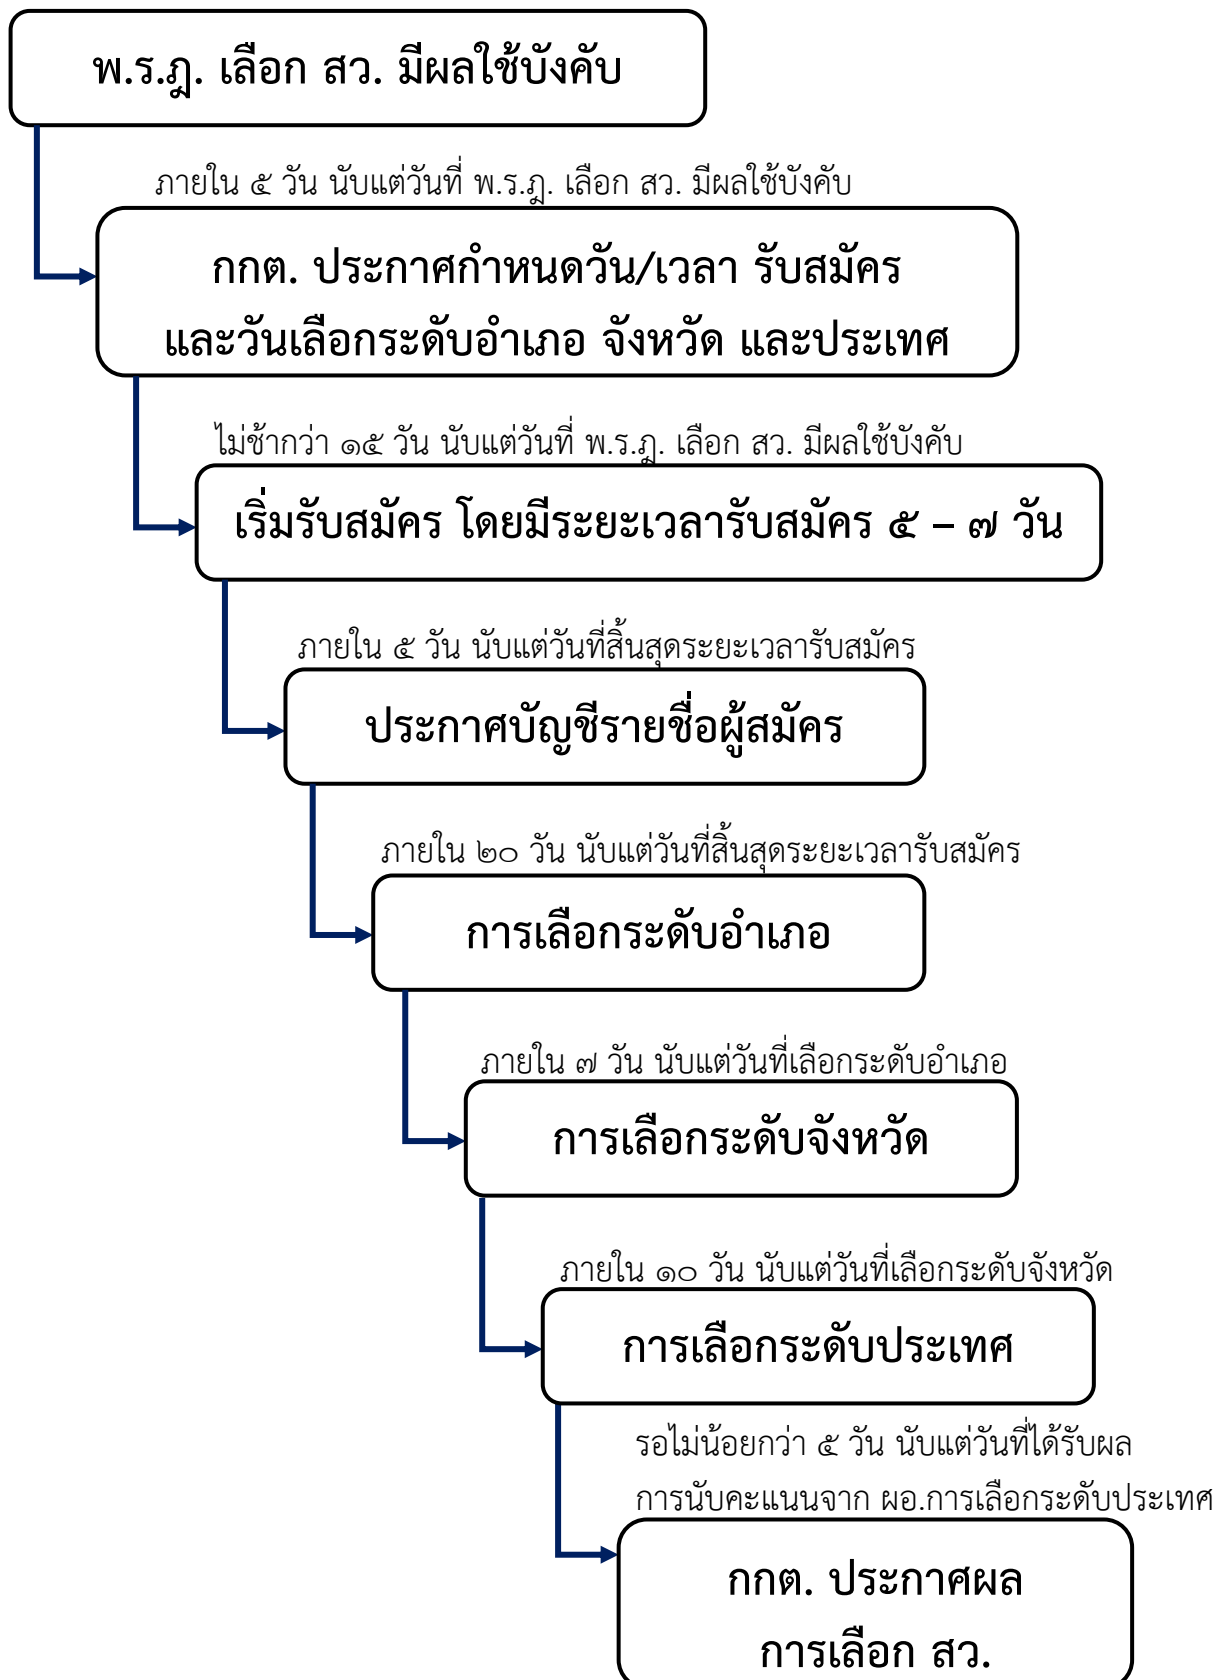 พ.ร.ฎ. เลือก สว. มีผลใช้บังคับ
ภายใน ๕ วัน นับแต่วันที่ พ.ร.ฎ. เลือก สว. มีผลใช้บังคับ
กกต. ประกาศกำหนดวัน/เวลา รับสมัคร
และวันเลือกระดับอำเภอ จังหวัด และประเทศ
ไม่ช้ากว่า ๑๕ วัน นับแต่วันที่ พ.ร.ฎ. เลือก สว. มีผลใช้บังคับ
เริ่มรับสมัคร โดยมีระยะเวลารับสมัคร ๕ – ๗ วัน
ภายใน ๕ วัน นับแต่วันที่สิ้นสุดระยะเวลารับสมัคร
ประกาศบัญชีรายชื่อผู้สมัคร
ภายใน ๒๐ วัน นับแต่วันที่สิ้นสุดระยะเวลารับสมัคร
การเลือกระดับอำเภอ
ภายใน ๗ วัน นับแต่วันที่เลือกระดับอำเภอ
การเลือกระดับจังหวัด
ภายใน ๑๐ วัน นับแต่วันที่เลือกระดับจังหวัด
การเลือกระดับประเทศ
รอไม่น้อยกว่า ๕ วัน นับแต่วันที่ได้รับผล
การนับคะแนนจาก ผอ.การเลือกระดับประเทศ
กกต. ประกาศผล
การเลือก สว.